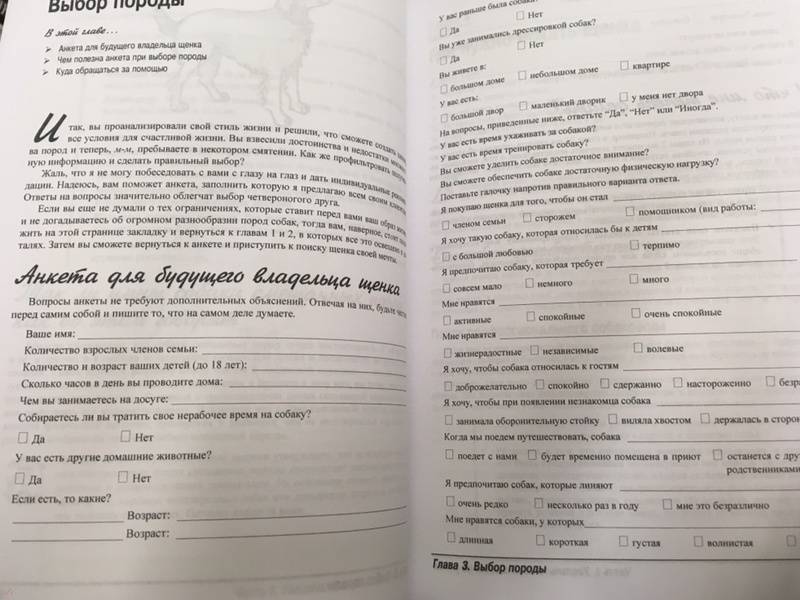 Выбор породы
В этой главе...
Анкета для будущего владельца щенка
Чем полезна анкета при выборе породы
Куда обращаться за помощью
Итак, вы проанализировали свой стиль жизни и решили, что сможете создать
все условия для счастливой жизни. Вы взвесили достоинства и недостатки
ва пород и теперь, м-м, пребываете в некотором смятении. Как же профильтровать
ную информацию и сделать правильный выбор?
Жаль, что я не могу побеседовать с вами с глазу на глаз и дать индивидуальные
дации. Надеюсь, вам поможет анкета, заполнить которую я предлагаю всем своим
Ответы на вопросы значительно облегчат выбор четвероногого друга.
Если вы еще не думали о тех ограничениях, которые ставит перед вами ваш образ
и не догадываетесь об огромном разнообразии пород собак, тогда вам, наверное, стоит
жить на этой странице закладку и вернуться к главам 1 и 2, в которых все это
талях. Затем вы сможете вернуться к анкете и приступить к поиску щенка своей мечты.
Анкета для будущего владельца щенка
Вопросы анкеты не требуют дополнительных объяснений. Отвечая на них, будьте
перед самим собой и пишите то, что на самом деле думаете.
Ваше имя:
Количество взрослых членов семьи:
Количество и возраст ваших детей (до 18 лет):
Сколько часов в день вы проводите дома:
Чем вы занимаетесь на досуге:
Собираетесь ли вы тратить свое нерабочее время на собаку?
Да Нет
У вас есть другие домашние животные?
Да Нет
Если есть, то какие?
Возраст:
Возраст:
У вас раньше была собака?
Да Нет
Вы уже занимались дрессировкой собак?
Да Нет
Вы живете в:
большом доме небольшом доме квартире
У вас есть:
большой двор маленький дворик у меня нет двора
На вопросы, приведенные ниже, ответьте “Да”, “Нет” или “Иногда”.
У вас есть время ухаживать за собакой?
У вас есть время тренировать собаку?
Вы сможете уделить собаке достаточное внимание?
Вы сможете обеспечить собаке достаточную физическую нагрузку?
Поставьте галочку напротив правильного варианта ответа.
Я покупаю щенка для того, чтобы он стал
членом семьи сторожем помощником (вид работы:
Я хочу такую собаку, которая относилась бы к детям
с большой любовью терпимо
Я предпочитаю собаку, которая требует
совсем мало немного много
Мне нравятся
активные спокойные очень спокойные
Мне нравятся
жизнерадостные независимые волевые
Я хочу, чтобы собака относилась к гостям
доброжелательно спокойно сдержанно настороженно
Я хочу, чтобы при появлении незнакомца собака
занимала оборонительную стойку виляла хвостом держалась в
Когда мы поедем путешествовать, собака
поедет с нами будет временно помещена в приют останется с
родственниками
Я предпочитаю собак, которые линяют
очень редко несколько раз в году мне это безразлично
Мне нравятся собаки, у которых
длинная короткая густая волнистая
Глава 3. Выбор породы